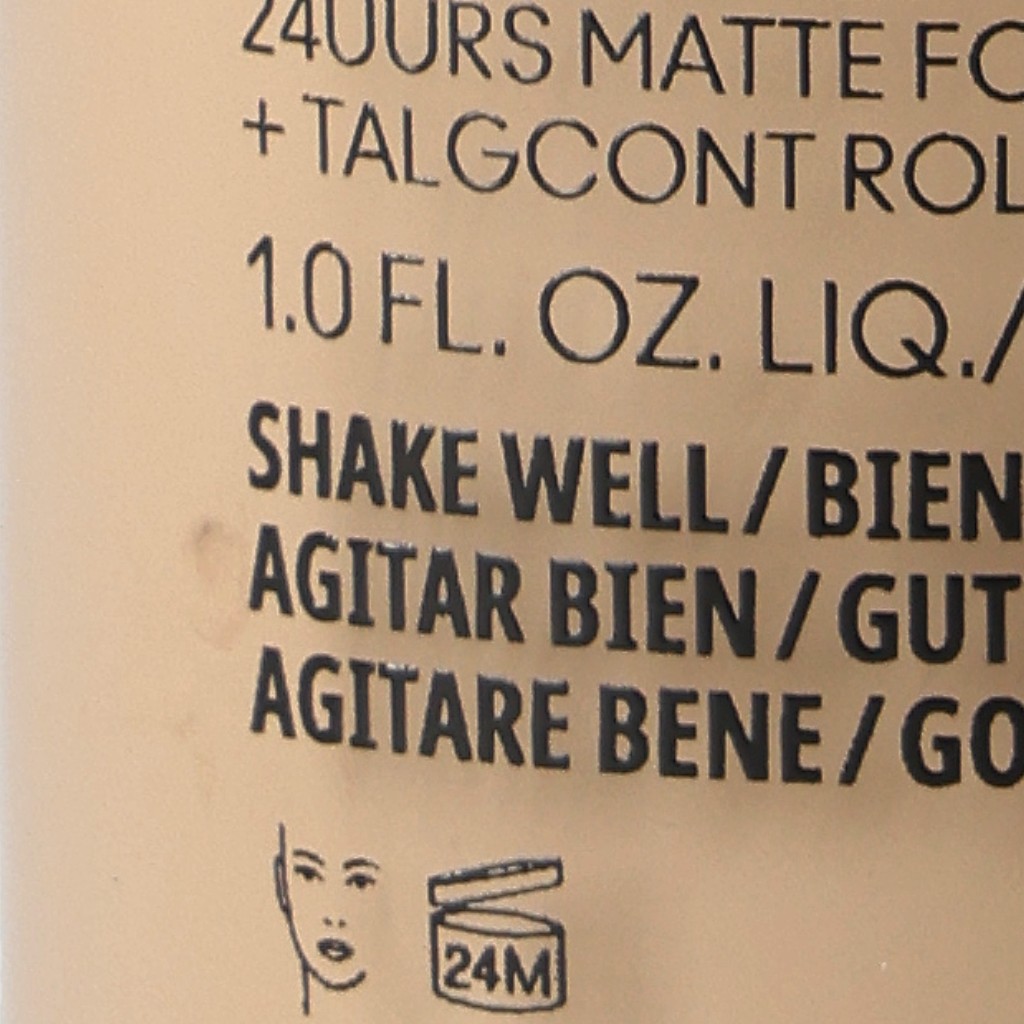 24OURS MATTE FO
+ TALGCONT ROL
1.0 FL. OZ. LIQ./
SHAKE WELL / BIEN
AGITAR BIEN / GUT
AGITARE BENE / GO
24M